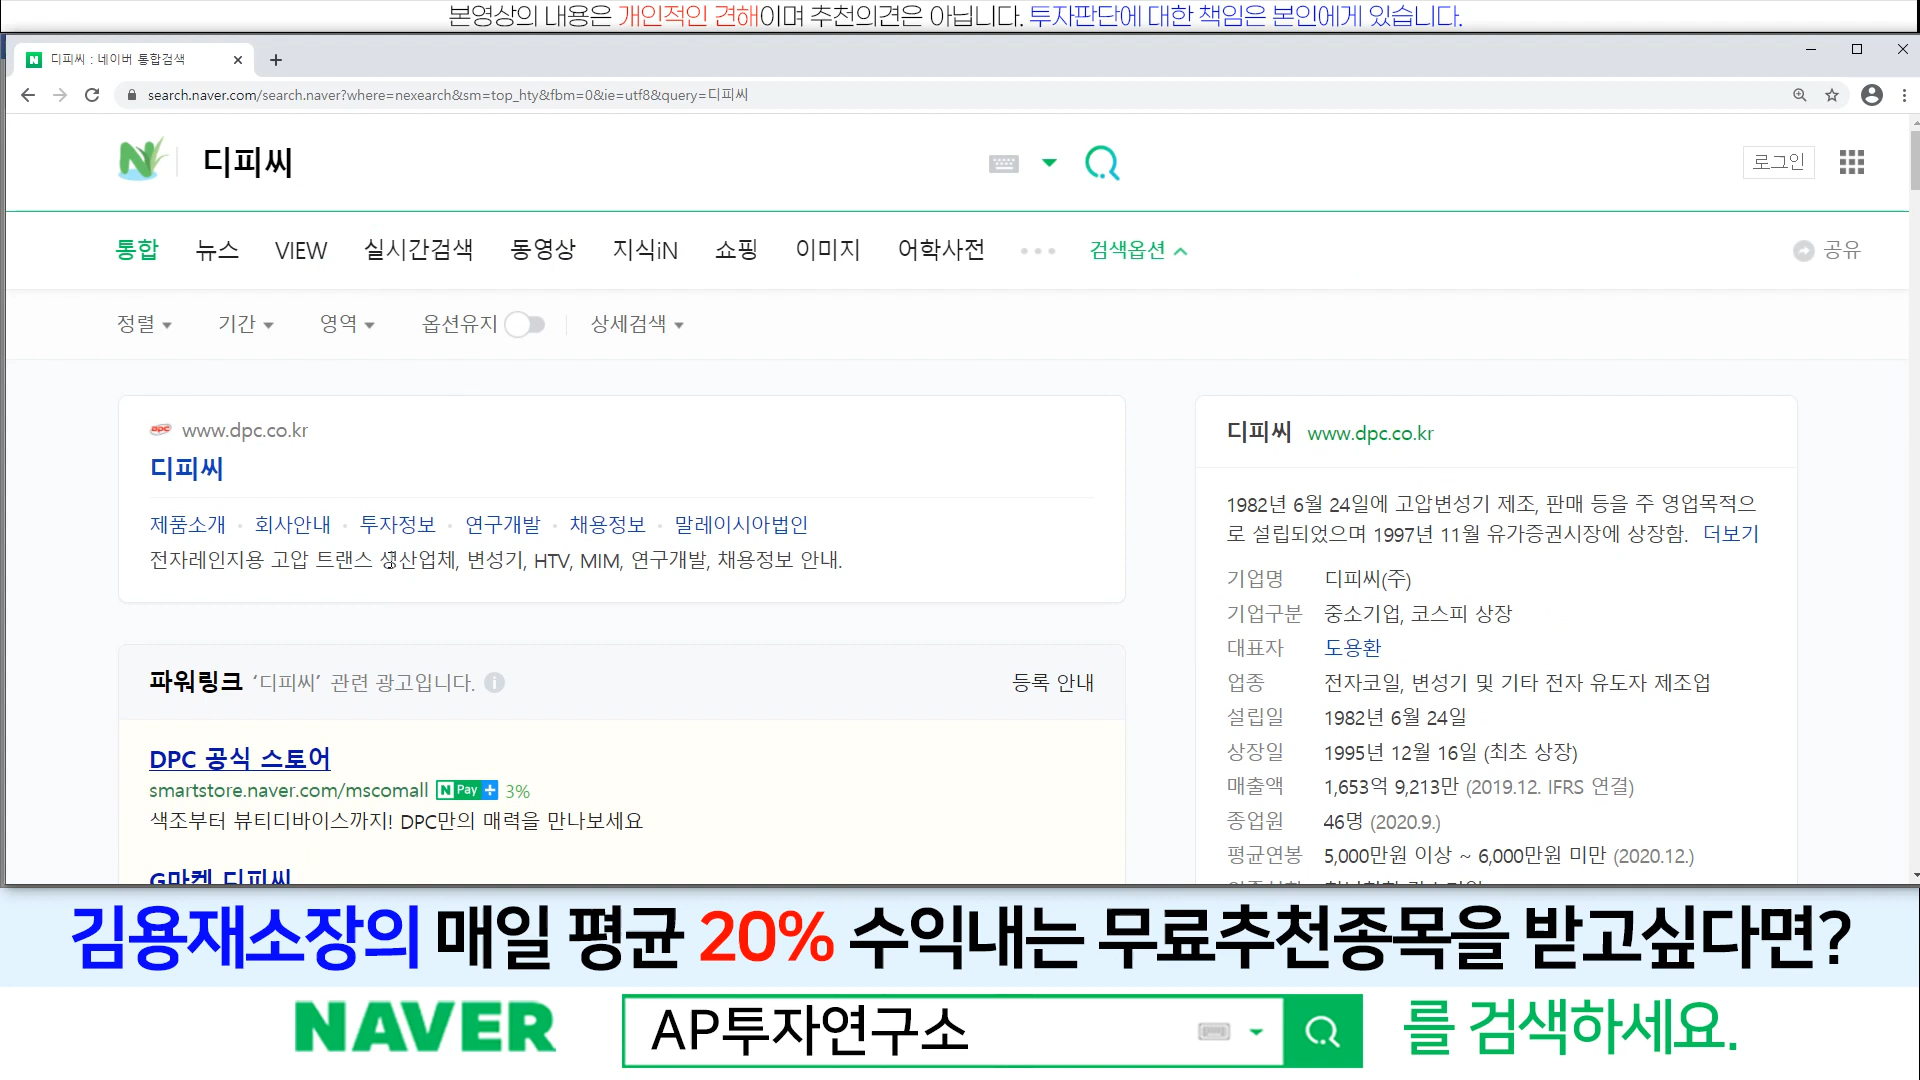 본영상의 내용은 개인적인 견해이며 추천의견은 아닙니다. 투자판단에 대한 책임은 본인에게 있습니다.
디피씨 : 네이버 통합검색
search.naver.com/search.naver?where=nexearch&sm=top_hty&fbm=0&ie=utf8&query=디피씨
디피씨
로그인
통합 뉴스 VIEW 실시간검색 동영상 지식iN 쇼핑 이미지 어학사전 검색옵션 공유
정렬 기간 영역 옵션유지 상세검색
www.dpc.co.kr
디피씨
제품소개 · 회사안내 · 투자정보 · 연구개발 · 채용정보 · 말레이시아법인
전자레인지용 고압 트랜스 생산업체, 변성기, HTV, MIM, 연구개발, 채용정보 안내.
파워링크 ‘디피씨’ 관련 광고입니다. 등록 안내
DPC 공식 스토어
smartstore.naver.com/mscomall N Pay + 3%
색조부터 뷰티디바이스까지! DPC만의 매력을 만나보세요
G마켓 디피씨
디피씨 www.dpc.co.kr
1982년 6월 24일에 고압변성기 제조, 판매 등을 주 영업목적으
로 설립되었으며 1997년 11월 유가증권시장에 상장함. 더보기
기업명 디피씨(주)
기업구분 중소기업, 코스피 상장
대표자 도용환
업종 전자코일, 변성기 및 기타 전자 유도자 제조업
설립일 1982년 6월 24일
상장일 1995년 12월 16일 (최초 상장)
매출액 1,653억 9,213만 (2019.12. IFRS 연결)
종업원 46명 (2020.9.)
평균연봉 5,000만원 이상 ~ 6,000만원 미만 (2020.12.)
김용재소장의 매일 평균 20% 수익내는 무료추천종목을 받고싶다면?
NAVER AP투자연구소 를 검색하세요.